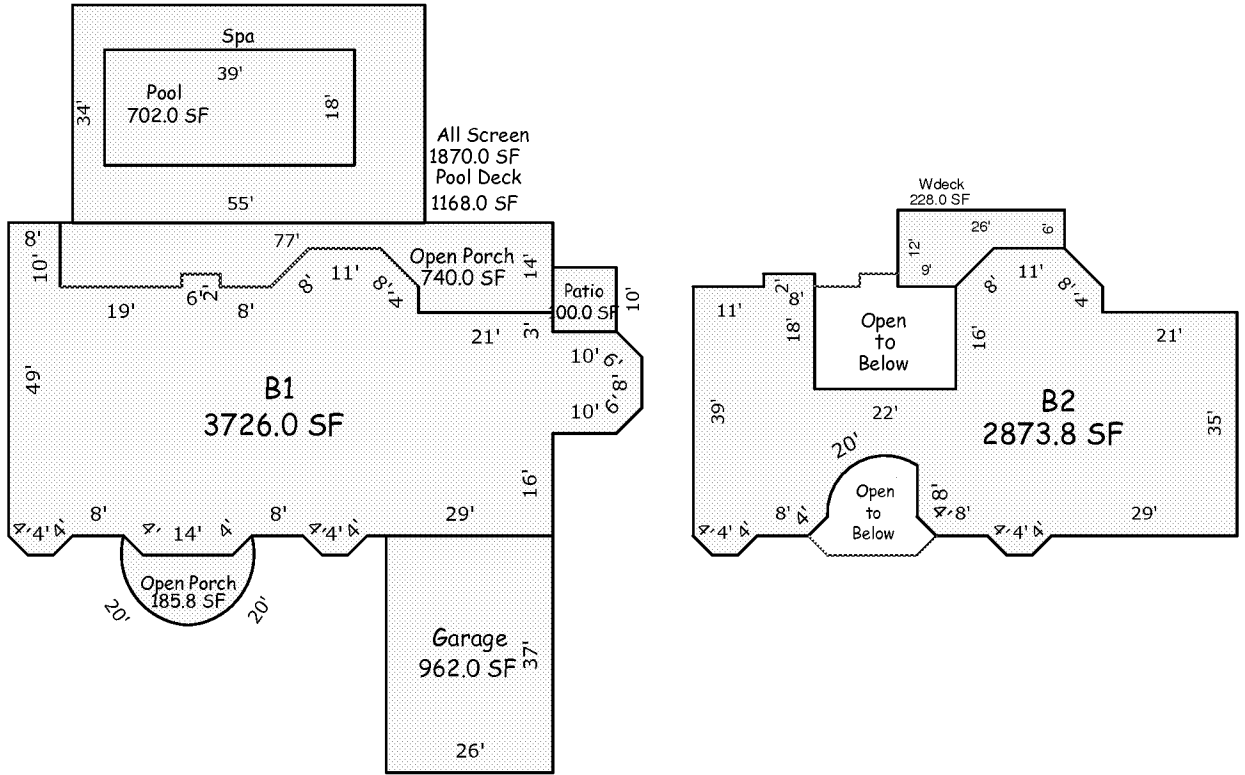 Spa
39'
Pool
702.0 SF
18'
34'
55'
All Screen
1870.0 SF
Pool Deck
1168.0 SF
8'
10'
77'
Open Porch
740.0 SF
14'
11'
8'
8'
4'
19'
6'
2'
8'
Patio
100.0 SF
10'
21'
3'
10'
6'
8'
6'
10'
49'
B1
3726.0 SF
16'
4'
4'
4'
8'
4'
14'
4'
8'
4'
4'
4'
29'
Open Porch
185.8 SF
20'
20'
Garage
962.0 SF
37'
26'
Wdeck
228.0 SF
26'
6'
12'
9'
11'
8'
8'
4'
2'
8'
11'
18'
Open
to
Below
16'
21'
39'
22'
B2
2873.8 SF
35'
20'
Open
to
Below
8'
4'
4'
4'
8'
4'
4'
8'
4'
4'
4'
29'